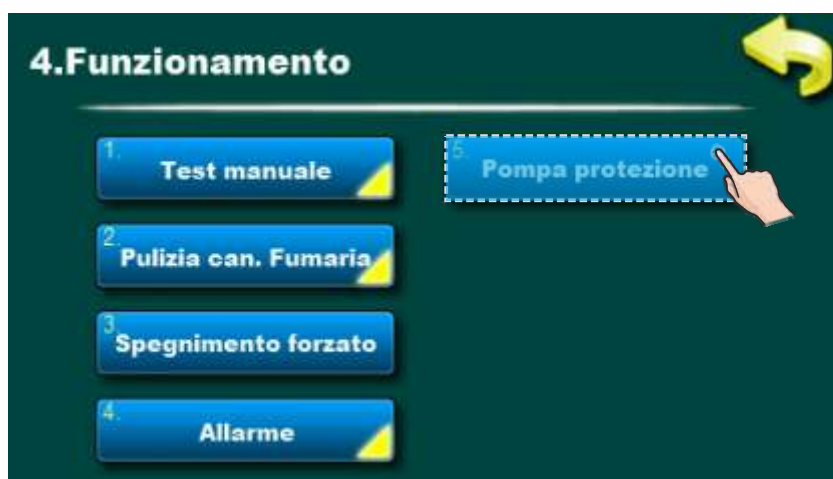 4.Funzionamento
1.
Test manuale
2.
Pulizia can. Fumaria
3.
Spegnimento forzato
4.
Allarme
5.
Pompa protezione